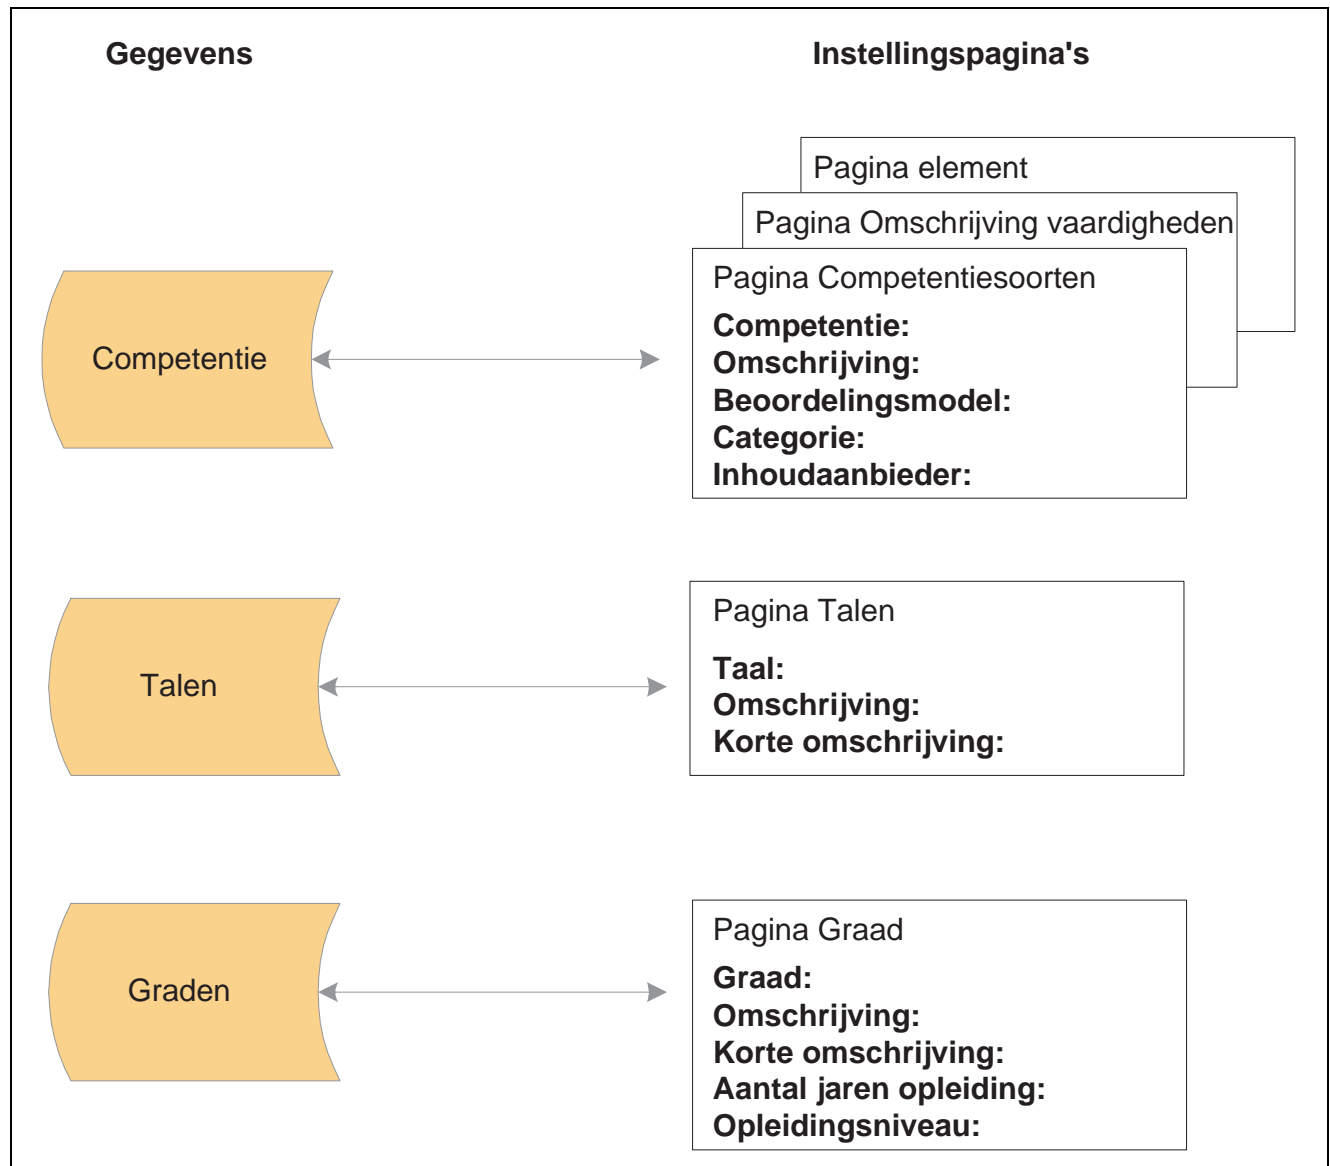 Gegevens
Instellingspagina's
Pagina element
Pagina Omschrijving vaardigheden
Pagina Competentiesoorten
Competentie:
Omschrijving:
Beoordelingsmodel:
Categorie:
Inhoudaanbieder:
Competentie
Pagina Talen
Taal:
Omschrijving:
Korte omschrijving:
Talen
Pagina Graad
Graad:
Omschrijving:
Korte omschrijving:
Aantal jaren opleiding:
Opleidingsniveau:
Graden